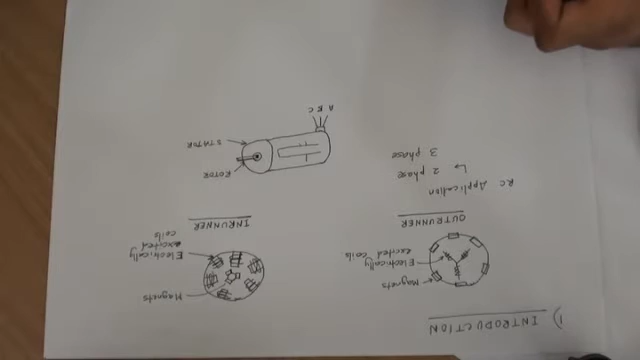 1) INTRODUCTION
Magnets
Electrically
excited coils
OUTRUNNER
Magnets
Electrically
excited
coils
INRUNNER
RC Application
↳ 2 phase
3 phase
ROTOR
STATOR
A B C